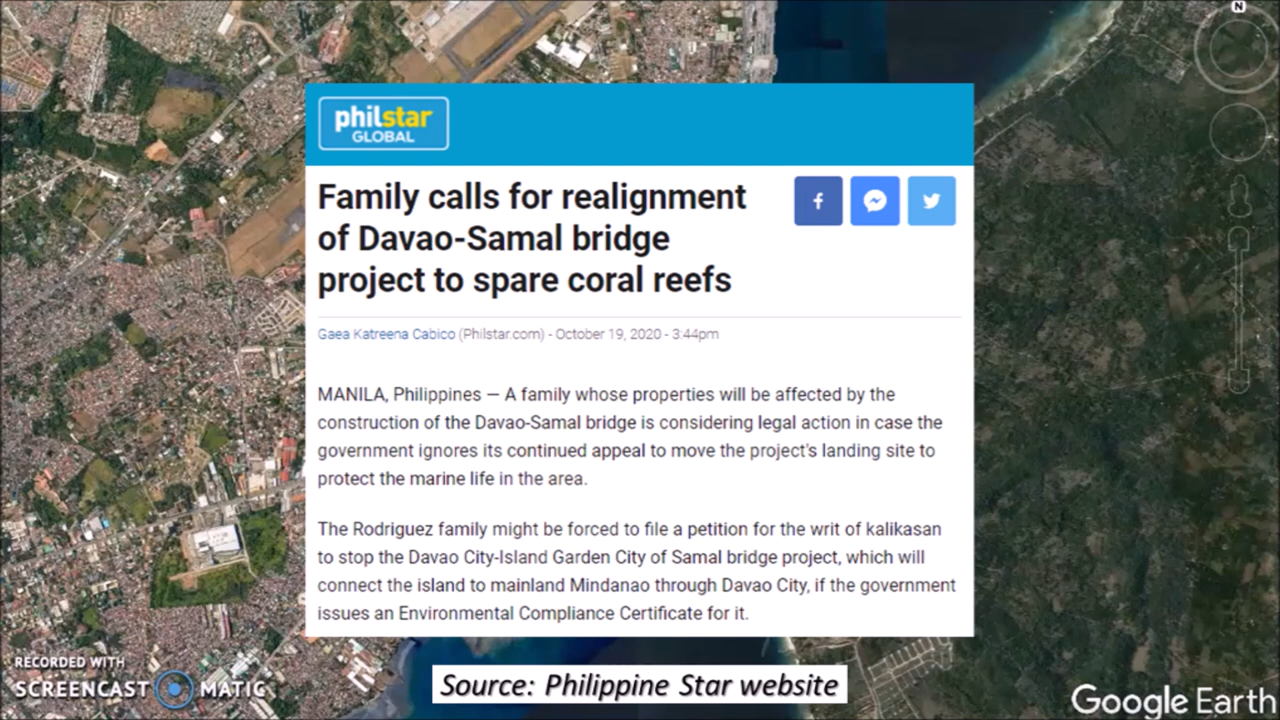 N
philstar
GLOBAL
Family calls for realignment
of Davao-Samal bridge
project to spare coral reefs
Gaea Katreena Cabico (Philstar.com) - October 19, 2020 - 3:44pm
MANILA, Philippines — A family whose properties will be affected by the
construction of the Davao-Samal bridge is considering legal action in case the
government ignores its continued appeal to move the project's landing site to
protect the marine life in the area.
The Rodriguez family might be forced to file a petition for the writ of kalikasan
to stop the Davao City-Island Garden City of Samal bridge project, which will
connect the island to mainland Mindanao through Davao City, if the government
issues an Environmental Compliance Certificate for it.
RECORDED WITH
SCREENCAST MATIC
Source: Philippine Star website
Google Earth